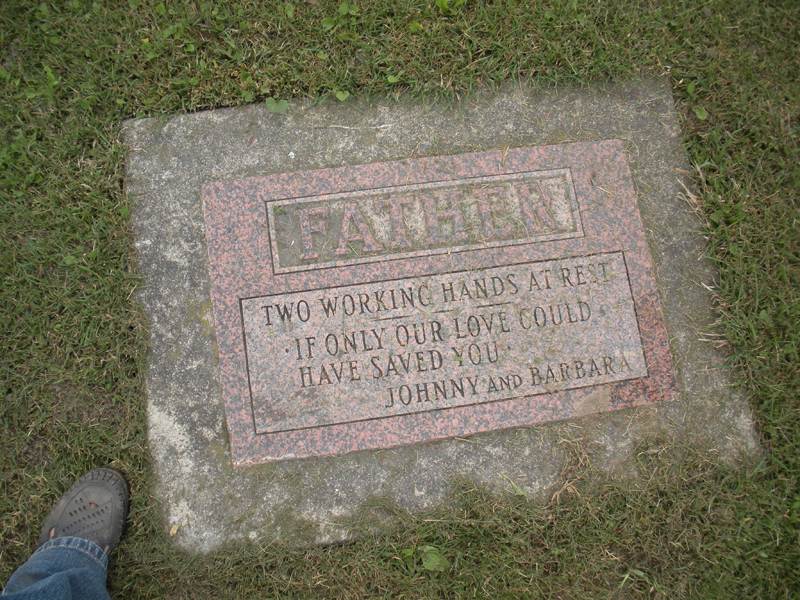 FATHER
TWO WORKING HANDS AT REST
· IF ONLY OUR LOVE COULD ·
HAVE SAVED YOU ·
JOHNNY AND BARBARA